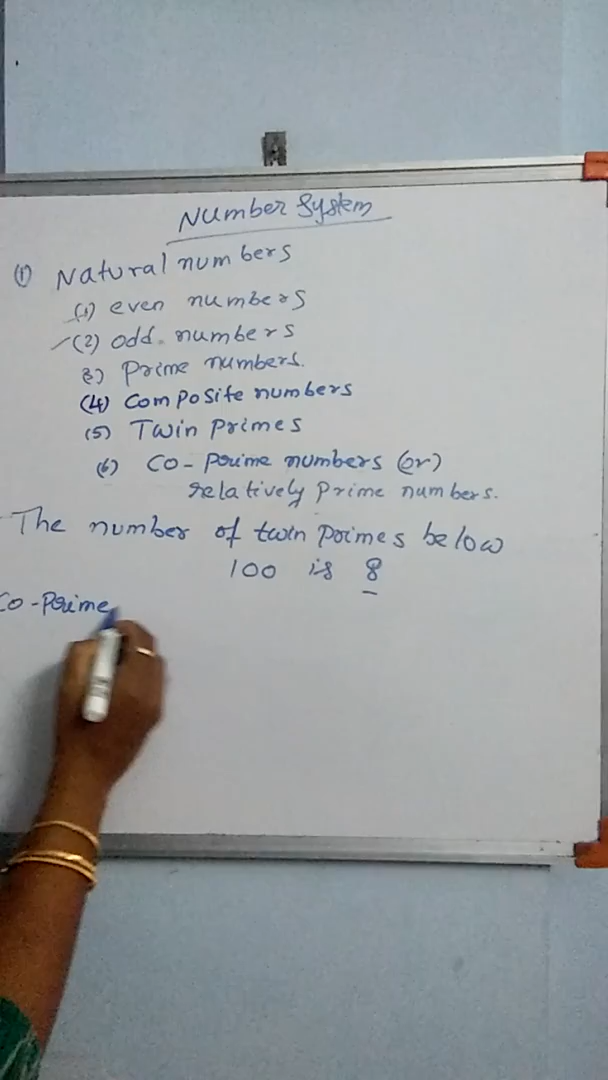 Number System
(1) Natural numbers
(1) even numbers
(2) odd numbers
3) Prime numbers.
(4) composite numbers
(5) Twin primes
(6) Co-prime numbers (or)
relatively prime numbers.
The number of twin primes below
100 is 8
Co-prime